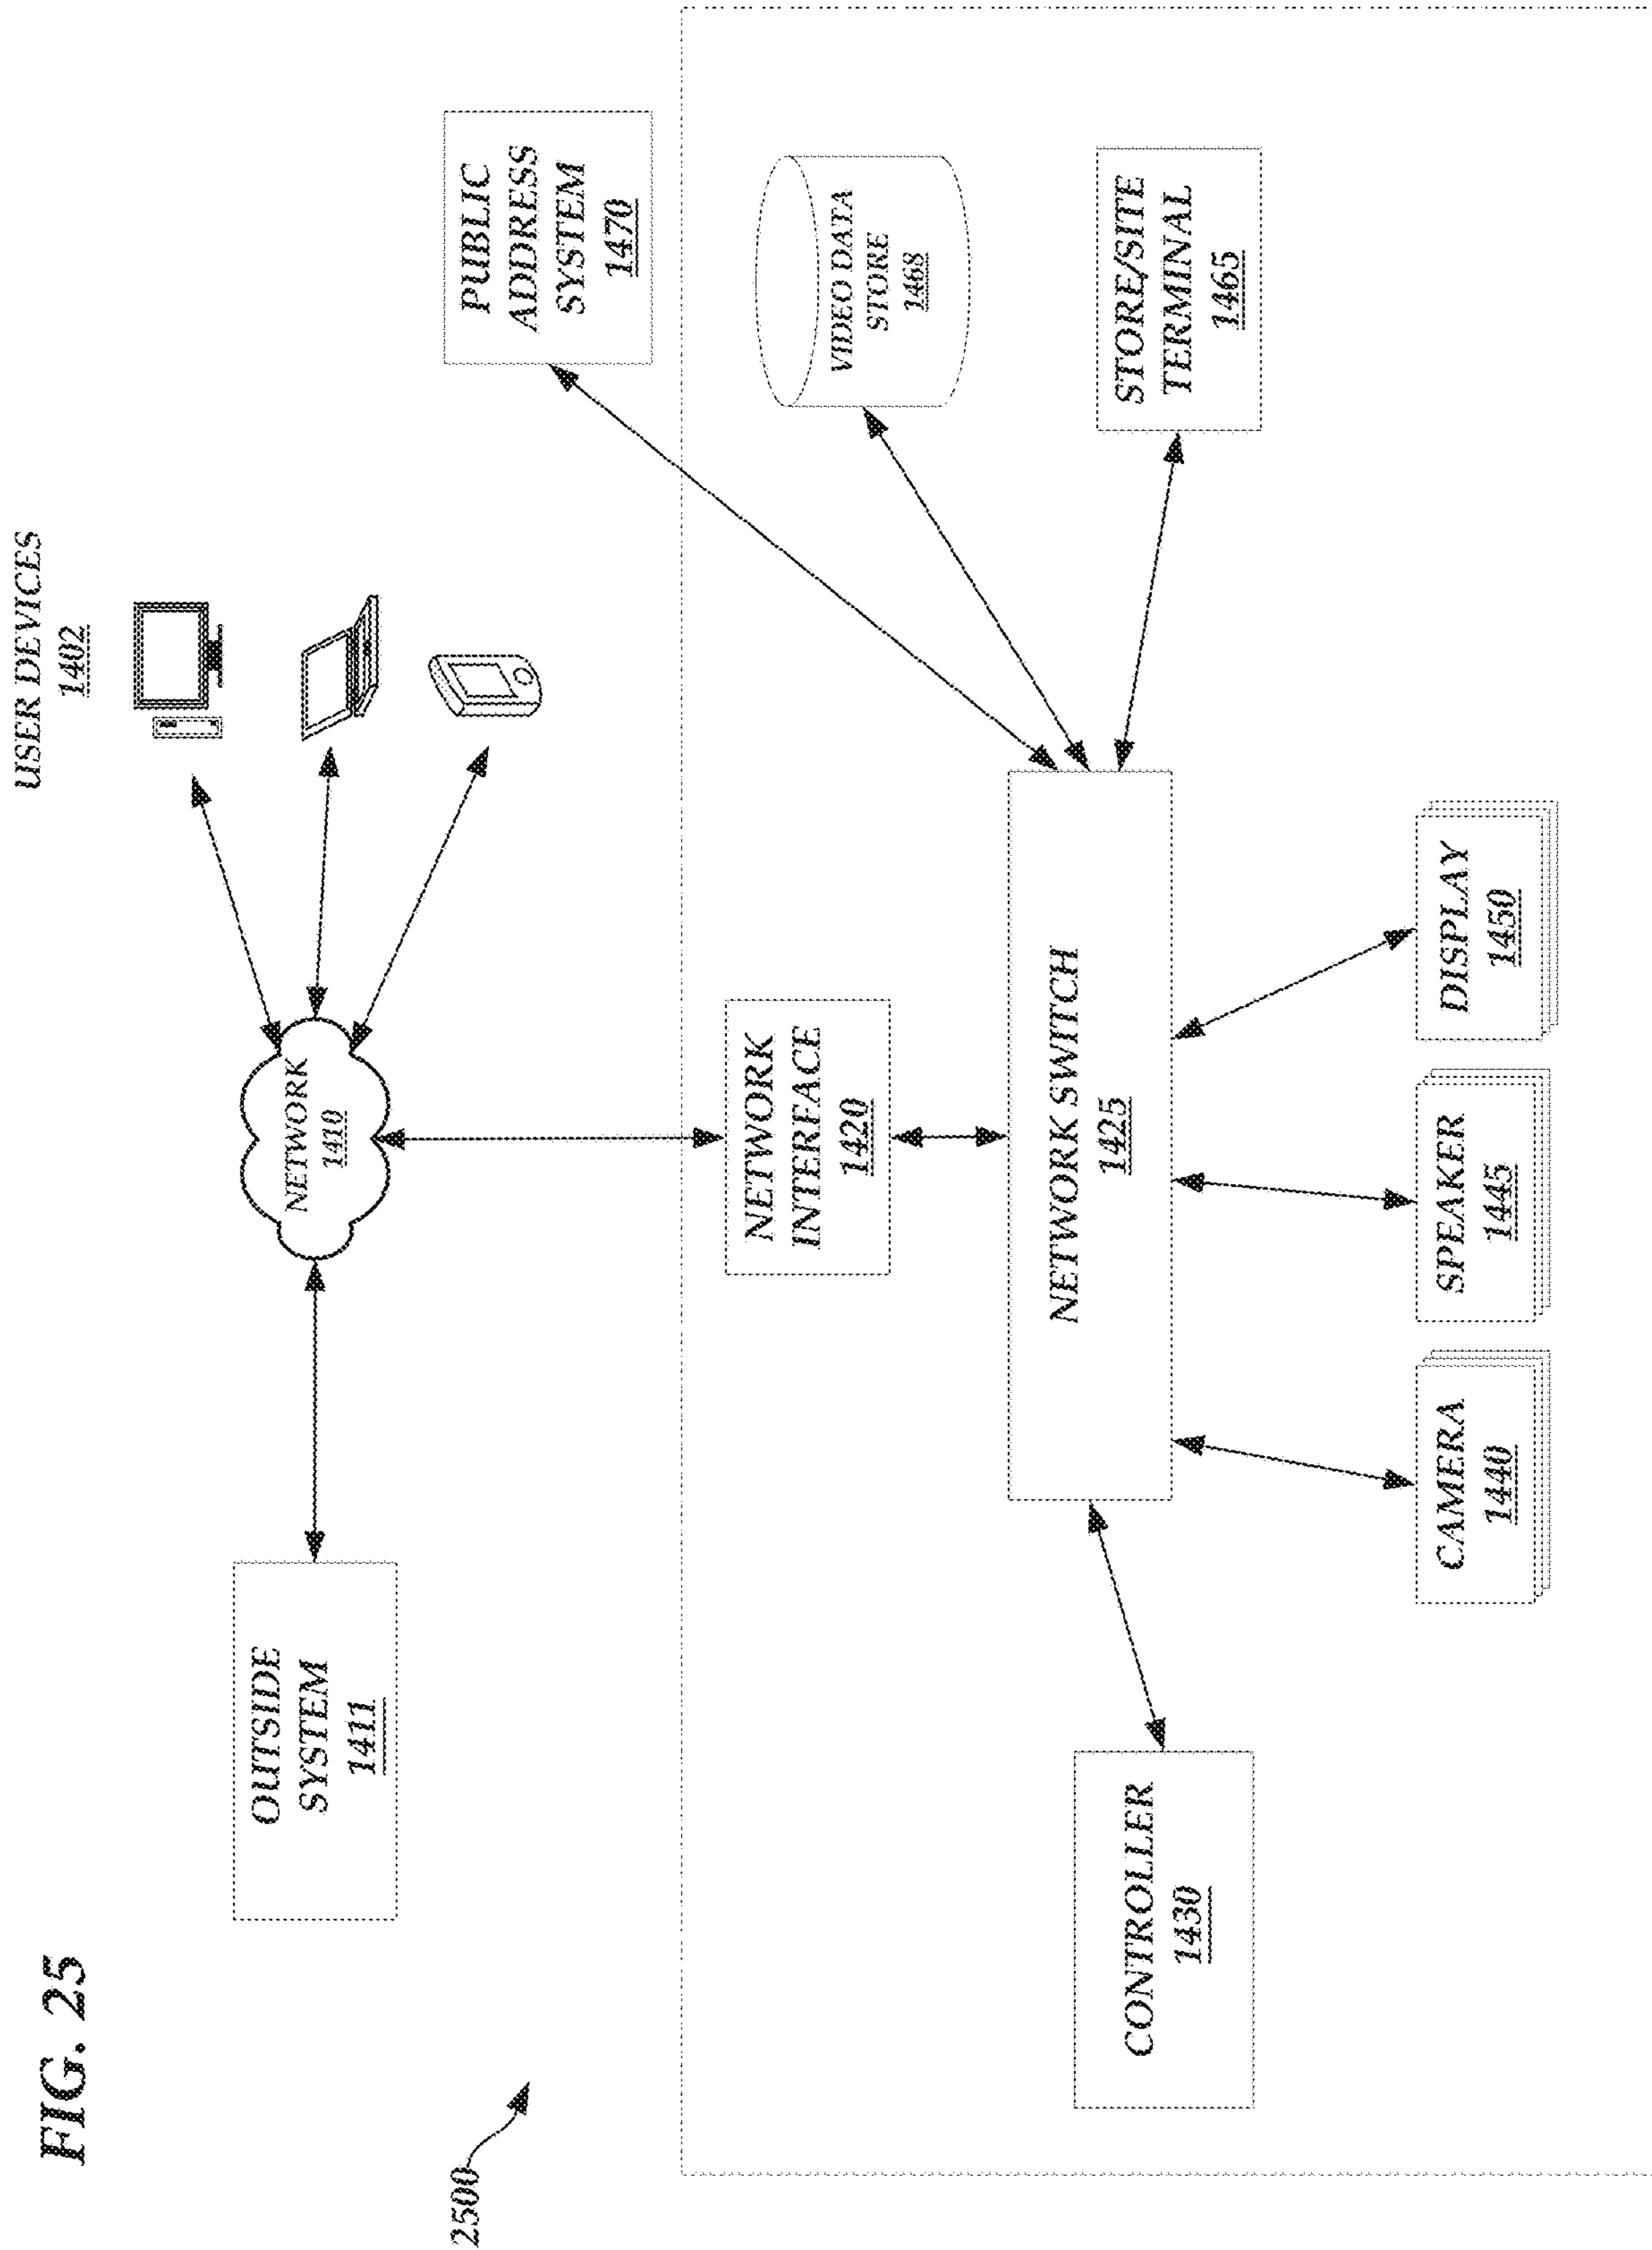 FIG. 25
2500
USER DEVICES
1402
OUTSIDE
SYSTEM
1411
NETWORK
1410
PUBLIC
ADDRESS
SYSTEM
1470
NETWORK
INTERFACE
1420
VIDEO DATA
STORE
1468
NETWORK SWITCH
1425
STORE/SITE
TERMINAL
1465
CONTROLLER
1430
CAMERA
1440
SPEAKER
1445
DISPLAY
1450